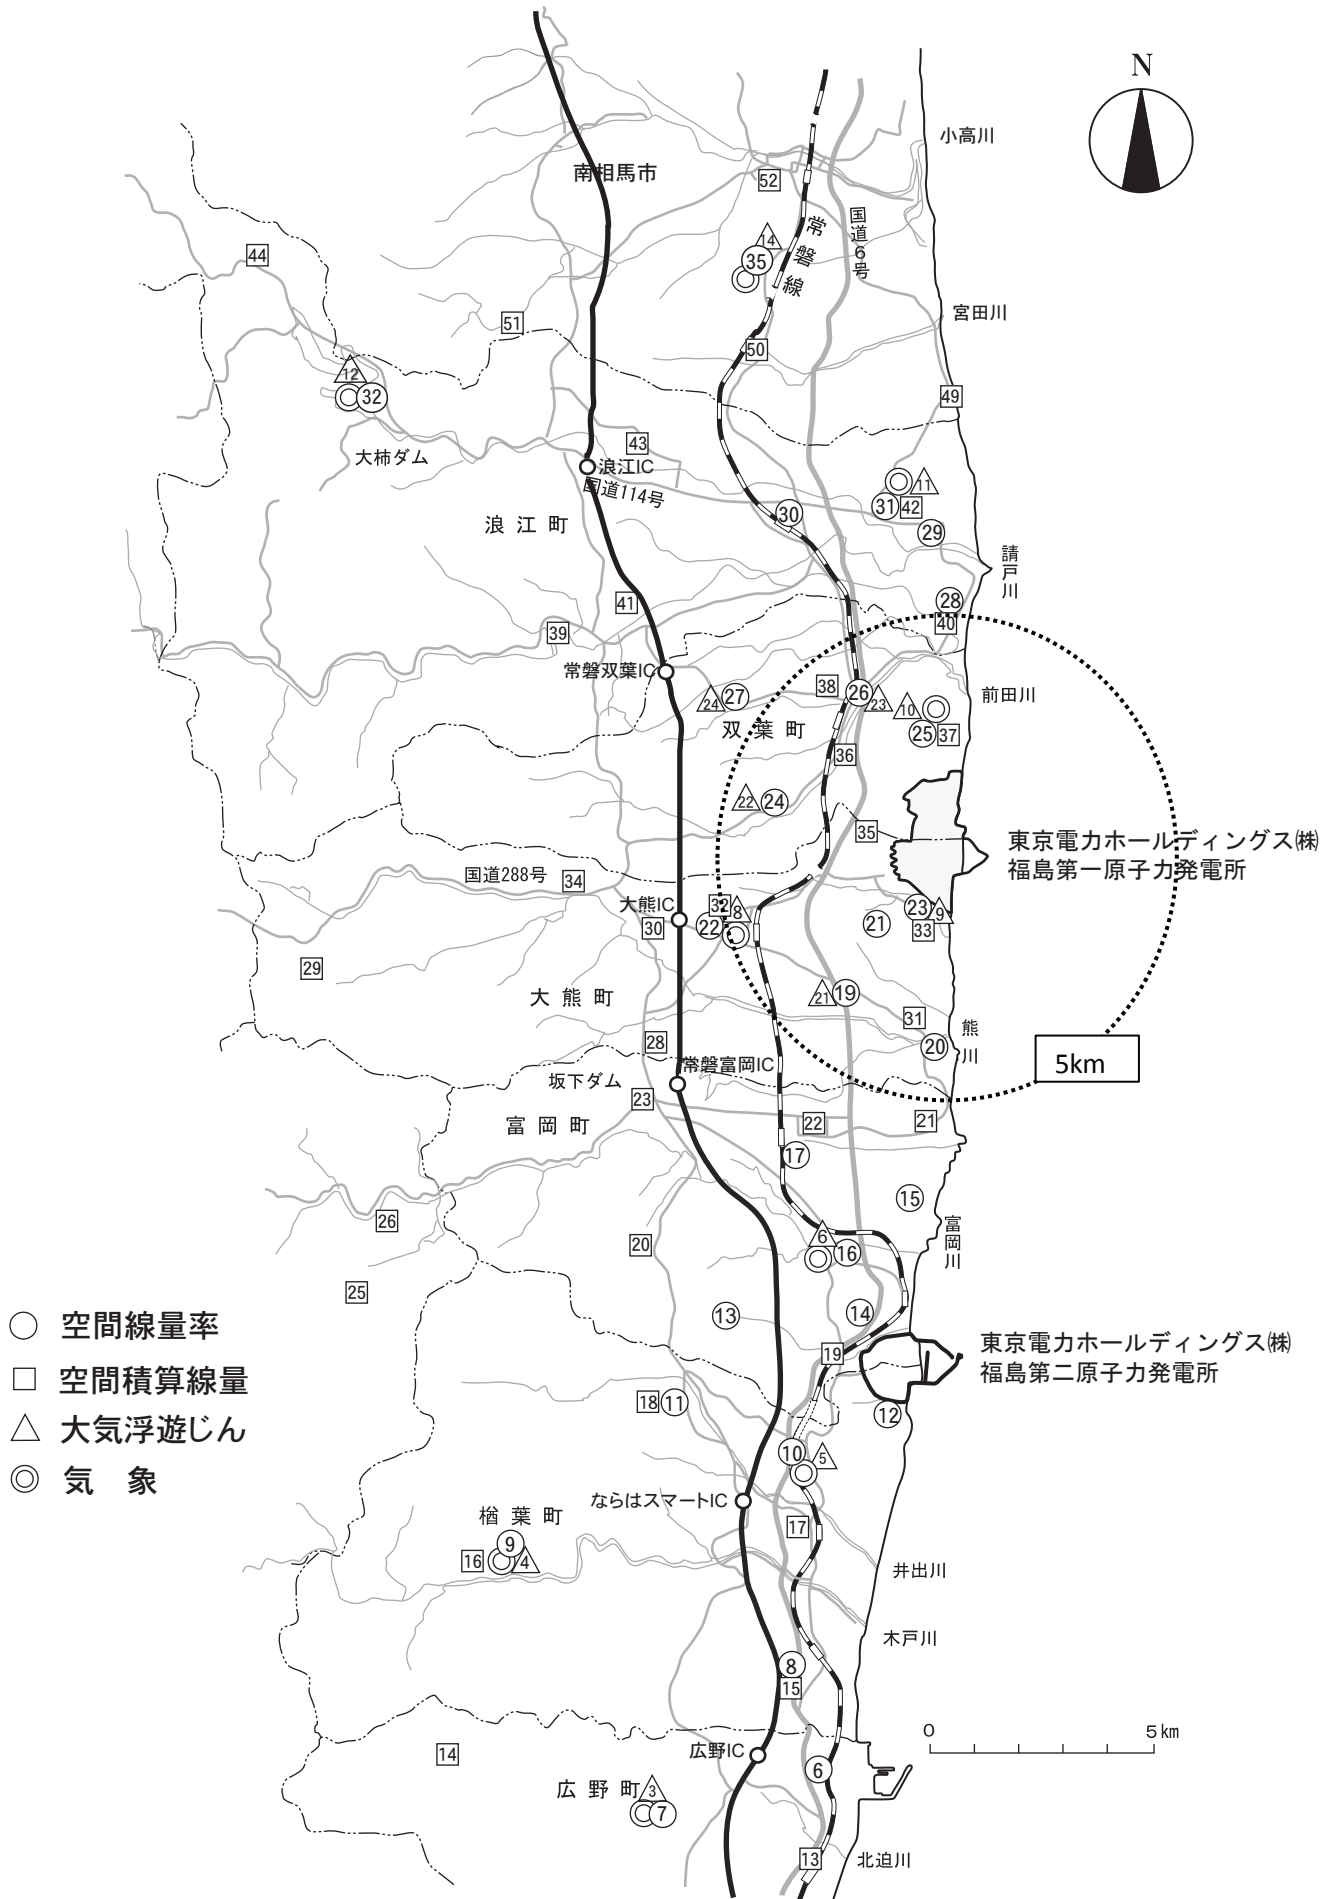 N
小高川
南相馬市
52
国道6号
常磐線
14
35
44
宮田川
51
50
12
32
49
43
大柿ダム
浪江IC
国道114号
11
31
42
30
29
浪江町
請戸川
28
41
40
39
常磐双葉IC
38
26
23
24
27
10
前田川
双葉町
25
37
36
22
24
35
東京電力ホールディングス㈱
福島第一原子力発電所
国道288号
34
大熊IC
32
8
23
9
30
22
21
33
29
21
19
大熊町
31
熊川
28
20
常磐富岡IC
5km
坂下ダム
23
富岡町
22
21
17
15
26
富岡川
20
6
16
25
13
14
○ 空間線量率
19
東京電力ホールディングス㈱
福島第二原子力発電所
□ 空間積算線量
18
11
12
△ 大気浮遊じん
10
5
◎ 気 象
ならはスマートIC
楢葉町
17
9
16
4
井出川
木戸川
8
15
0
5km
14
広野IC
6
広野町
3
7
13
北迫川